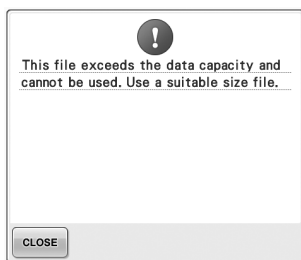 !
This file exceeds the data capacity and
cannot be used. Use a suitable size file.
CLOSE